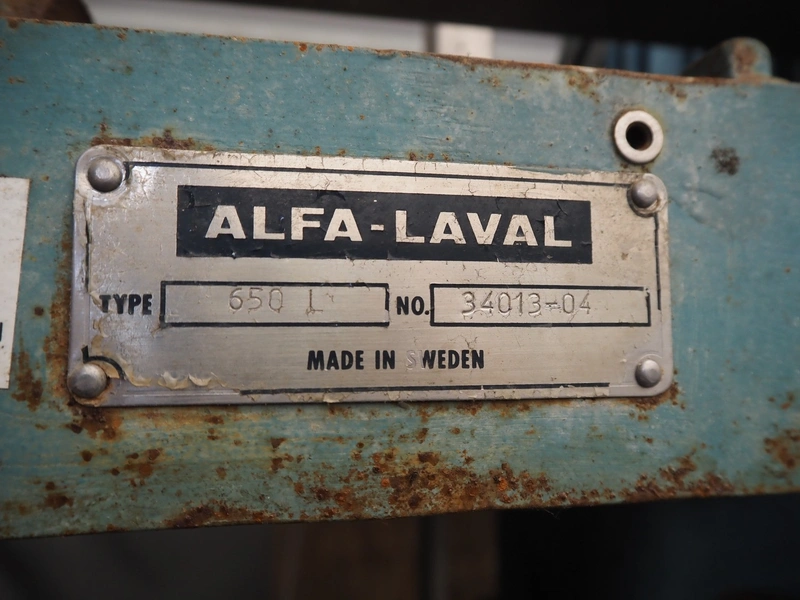 ALFA-LAVAL
TYPE 650 L NO. 34013-04
MADE IN SWEDEN